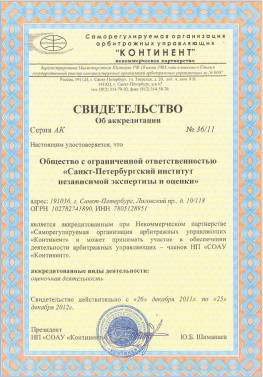 Саморегулируемая организация
арбитражных управляющих
"КОНТИНЕНТ"
некоммерческое партнерство
СВИДЕТЕЛЬСТВО
Об аккредитации
Серия АК № 36/11
Настоящим удостоверяется, что
Общество с ограниченной ответственностью
«Санкт-Петербургский институт
независимой экспертизы и оценки»
адрес: 191036, г. Санкт-Петербург, Лиговский пр., д. 10/118
ОГРН 102782741890, ИНН 7805128951
является аккредитованным при Некоммерческом партнерстве
«Саморегулируемая организация арбитражных управляющих
«Континент» и может принимать участие в обеспечении
деятельности арбитражных управляющих – членов НП «СОАУ
«Континент».
аккредитованные виды деятельности:
оценочная деятельность
Свидетельство действительно с «26» декабря 2011г. по «25»
декабря 2012г.
Президент
НП «СОАУ «Континент» Ю.Б. Шиманаев